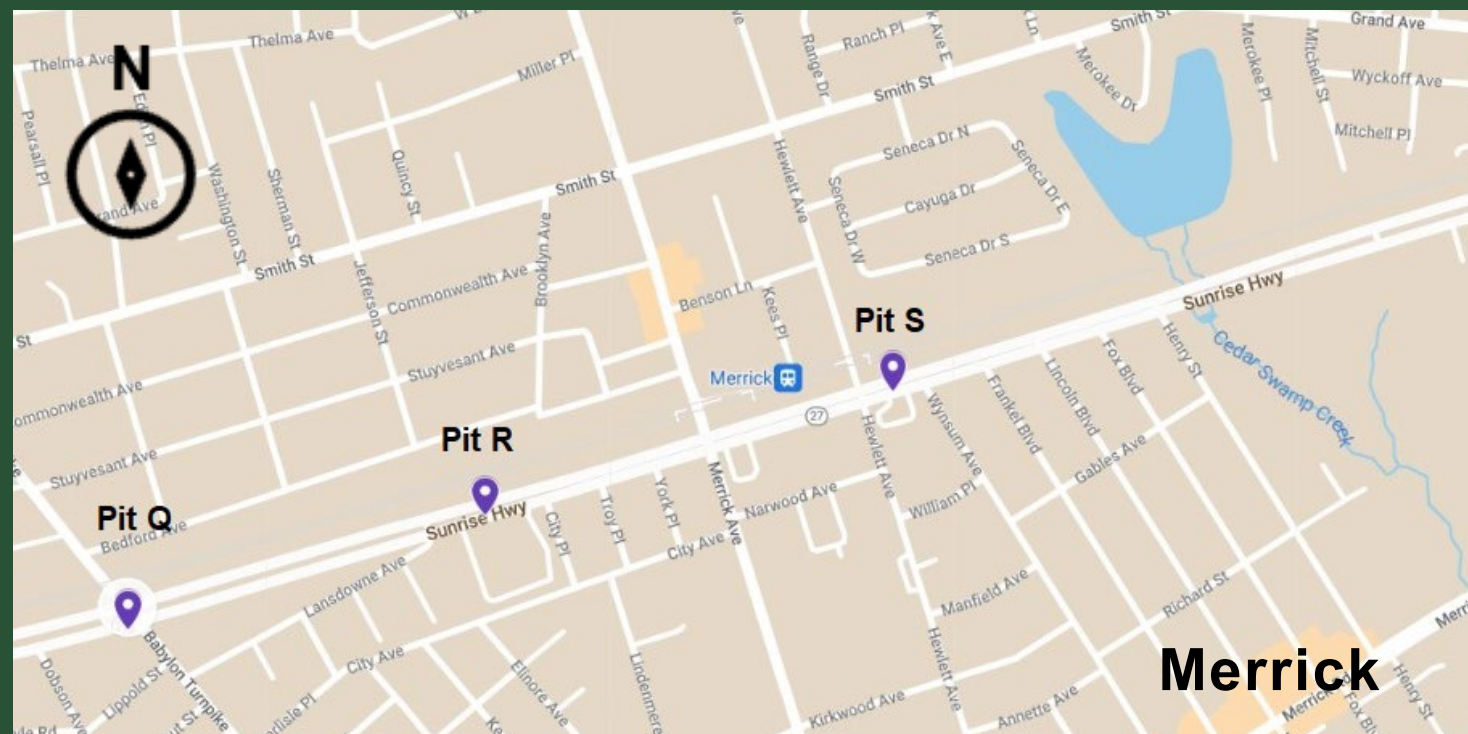 Thelma Ave
Thelma Ave
N
Miller Pl
Ranch Pl
Range Dr
Smith St
Grand Ave
Merokee Dr
Merokee Pl
Mitchell St
Wyckoff Ave
Mitchell Pl
Pearsall Pl
Washington St
Sherman St
Quincy St
Smith St
Smith St
Hewlett Ave
Seneca Dr N
Seneca Dr E
Cayuga Dr
Seneca Dr W
Seneca Dr S
Smith St
Commonwealth Ave
Brooklyn Ave
Jefferson St
Benson Ln
Kees Pl
Sunrise Hwy
Pit S
Henry St
Cedar Swamp Creek
Fox Blvd
Lincoln Blvd
Frankel Blvd
Wynsum Ave
Merrick
27
Stuyvesant Ave
St
ommonwealth Ave
Stuyvesant Ave
Pit R
Sunrise Hwy
Hewlett Ave
Gables Ave
William Pl
Narwood Ave
Merrick Ave
York Pl
Troy Pl
City Pl
City Ave
Pit Q
Bedford Ave
Lansdowne Ave
Manfield Ave
Richard St
Babylon Turnpike
Dobson Ave
Lippold St
City Ave
Elinore Ave
Lindenmere
Hewlett Ave
Kirkwood Ave
Annette Ave
Merrick
Henry St